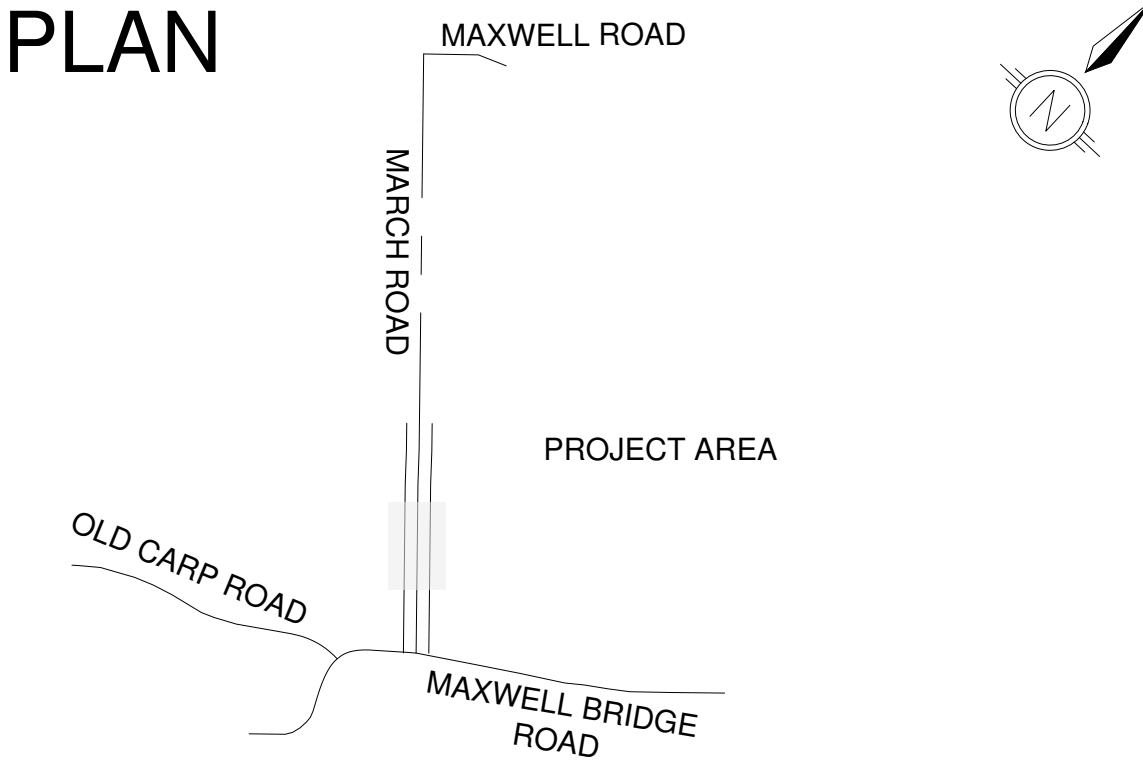 PLAN
MAXWELL ROAD
N
MARCH ROAD
PROJECT AREA
OLD CARP ROAD
MAXWELL BRIDGE
ROAD